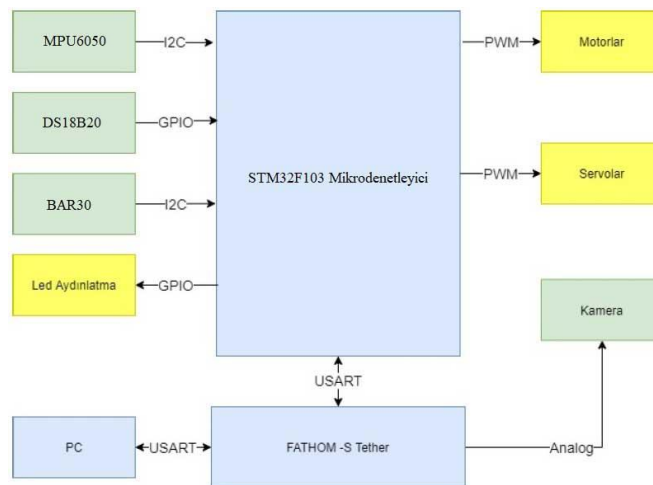 MPU6050
I2C
PWM
Motorlar
DS18B20
GPIO
STM32F103 Mikrodenetleyici
PWM
Servolar
BAR30
I2C
Led Aydınlatma
GPIO
Kamera
USART
PC
USART
FATHOM -S Tether
Analog